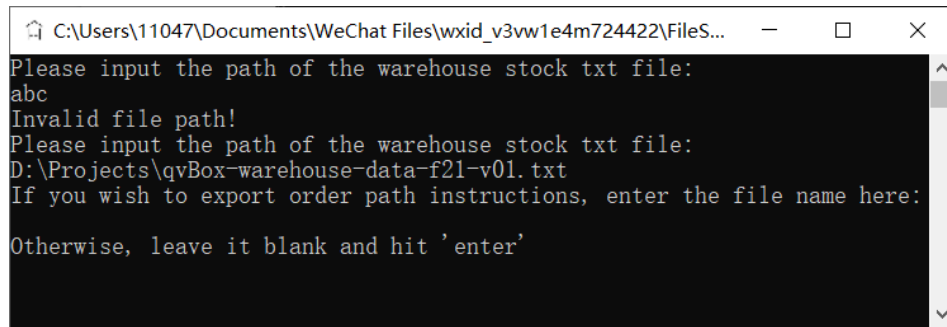 C:\Users\11047\Documents\WeChat Files\wxid_v3vw1e4m724422\FileS...
Please input the path of the warehouse stock txt file:
abc
Invalid file path!
Please input the path of the warehouse stock txt file:
D:\Projects\qvBox-warehouse-data-f21-v01.txt
If you wish to export order path instructions, enter the file name here:
Otherwise, leave it blank and hit 'enter'